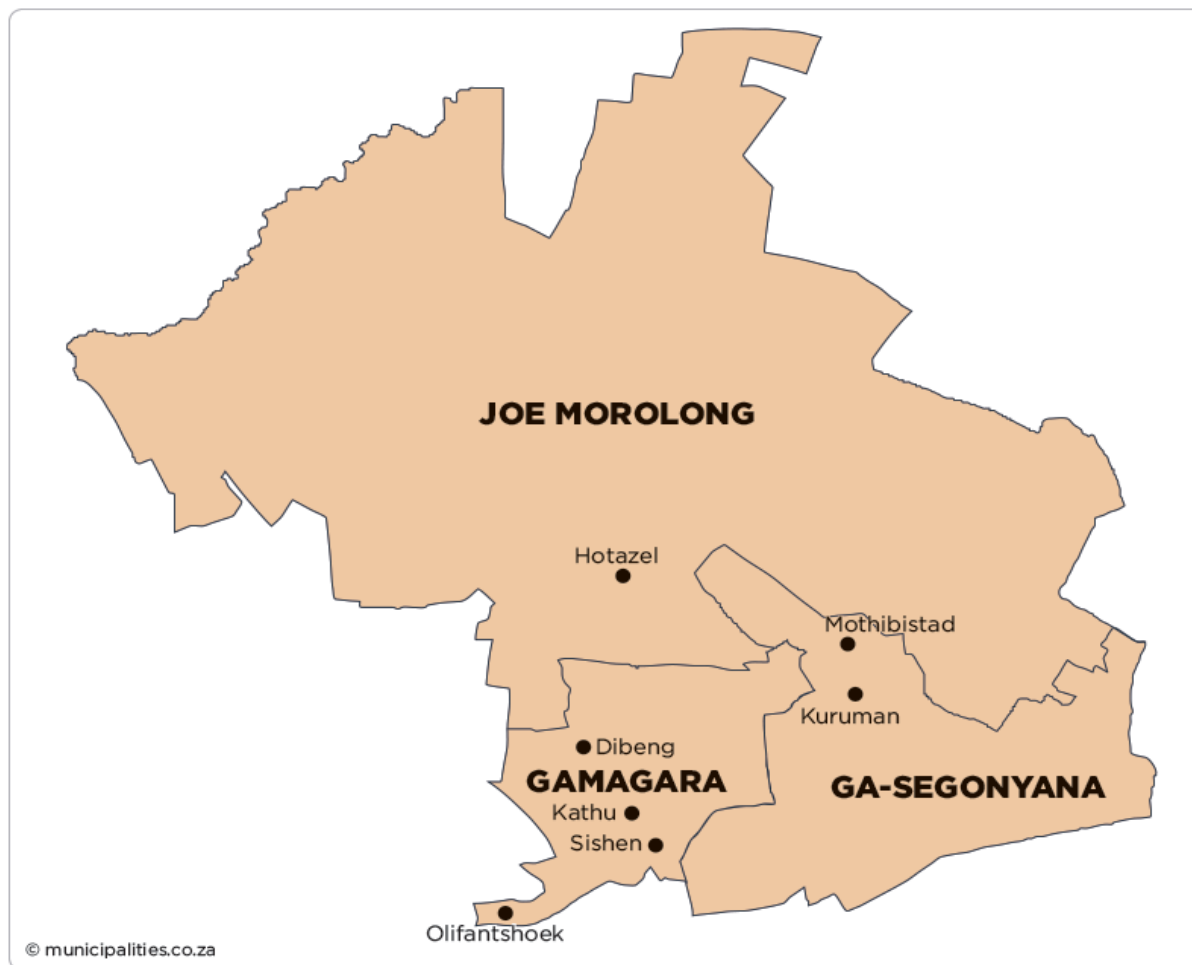 JOE MOROLONG
Hotazel
Mothibistad
Kuruman
Dibeng
GAMAGARA
GA-SEGONYANA
Kathu
Sishen
Olifantshoek
© municipalities.co.za